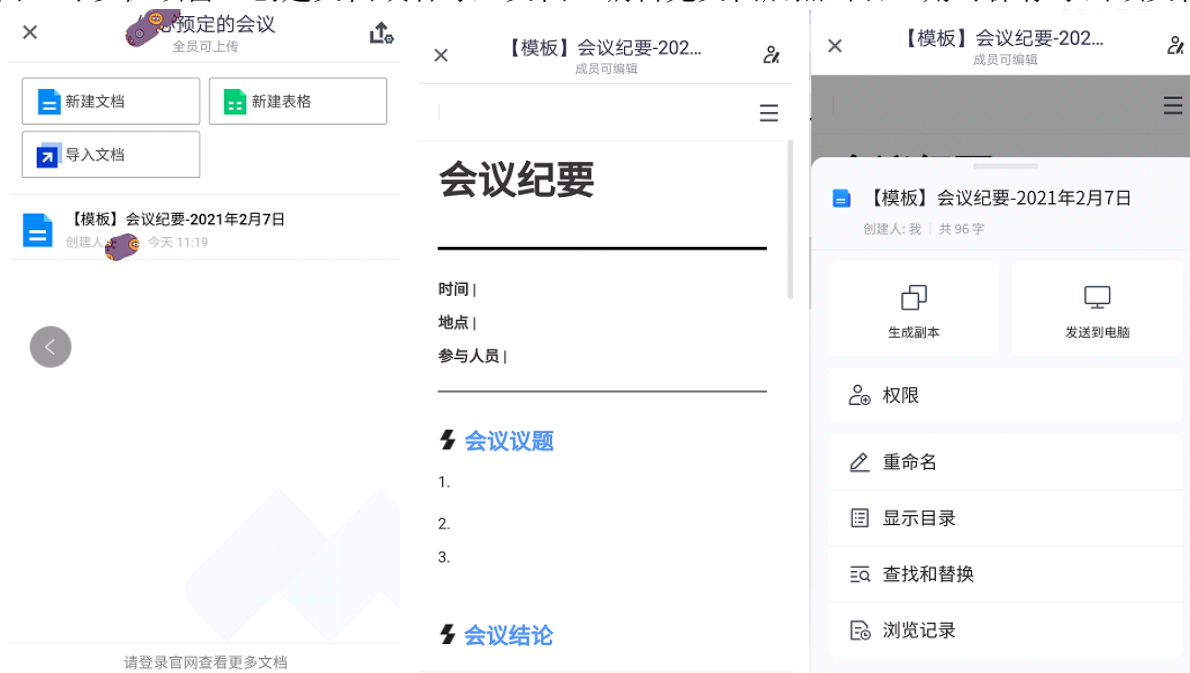 预定的会议
全员可上传
新建文档
新建表格
导入文档
【模板】会议纪要-2021年2月7日
创建人
今天 11:19
请登录官网查看更多文档
【模板】会议纪要-202...
成员可编辑
会议纪要
时间 |
地点 |
参与人员 |
会议议题
1.
2.
3.
会议结论
【模板】会议纪要-202...
成员可编辑
【模板】会议纪要-2021年2月7日
创建人: 我 | 共 96 字
生成副本
发送到电脑
权限
重命名
显示目录
查找和替换
浏览记录